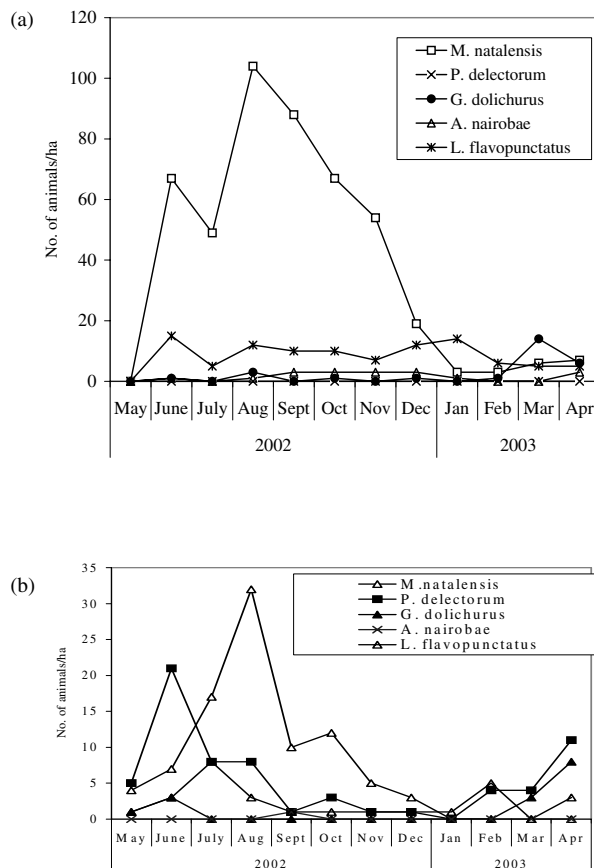 (a)
120
100
80
60
40
20
0
No. of animals/ha
M. natalensis
P. delectorum
G. dolichurus
A. nairobae
L. flavopunctatus
May June July Aug Sept Oct Nov Dec Jan Feb Mar Apr
2002 2003
(b)
35
30
25
20
15
10
5
0
No. of animals/ha
M.natalensis
P. delectorum
G. dolichurus
A. nairobae
L. flavopunctatus
May June July Aug Sept Oct Nov Dec Jan Feb Mar Apr
2002 2003